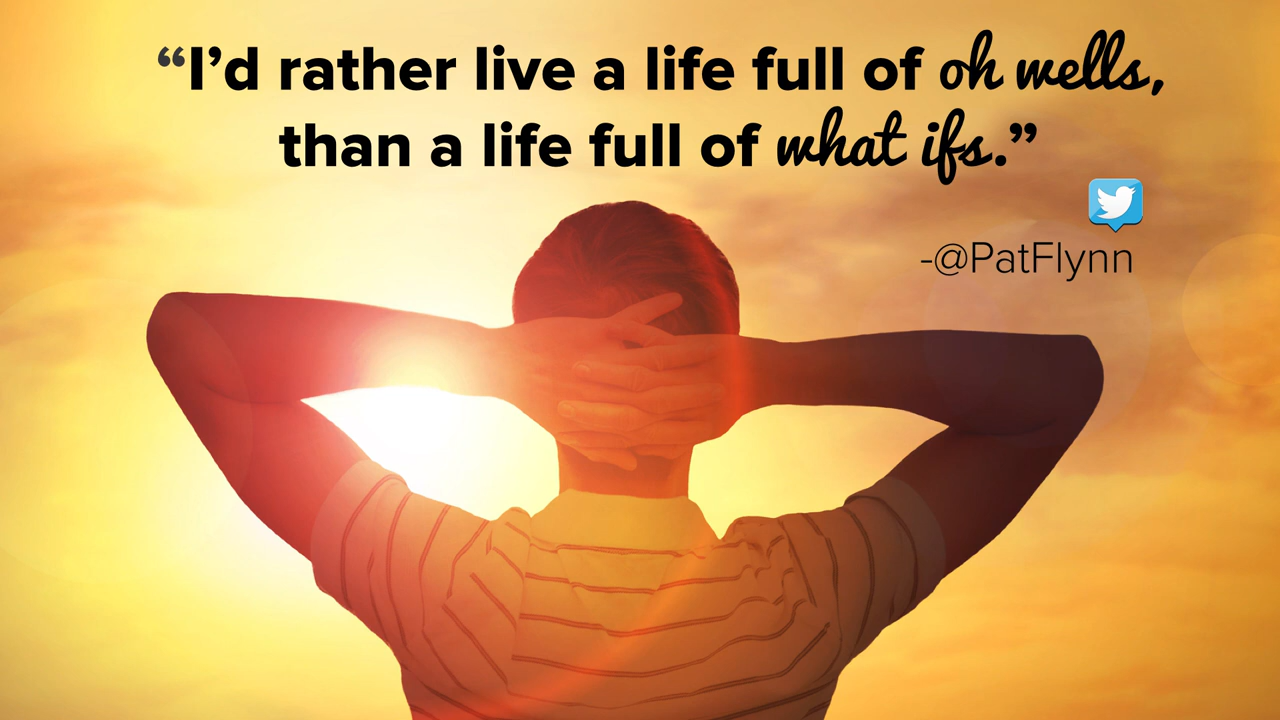 “I’d rather live a life full of oh wells,
than a life full of what ifs.”
-@PatFlynn